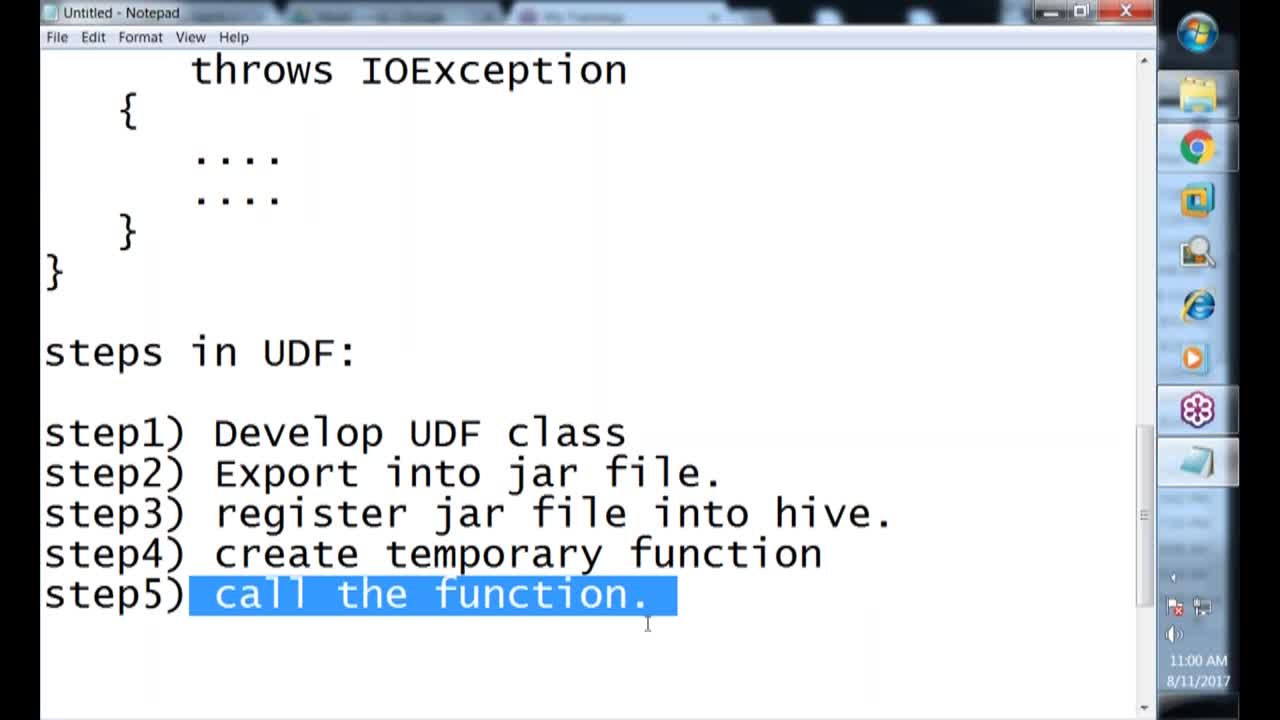 Untitled - Notepad
File Edit Format View Help
throws IOException
{
....
....
}
}
steps in UDF:
step1) Develop UDF class
step2) Export into jar file.
step3) register jar file into hive.
step4) create temporary function
step5) call the function.
11:00 AM
8/11/2017